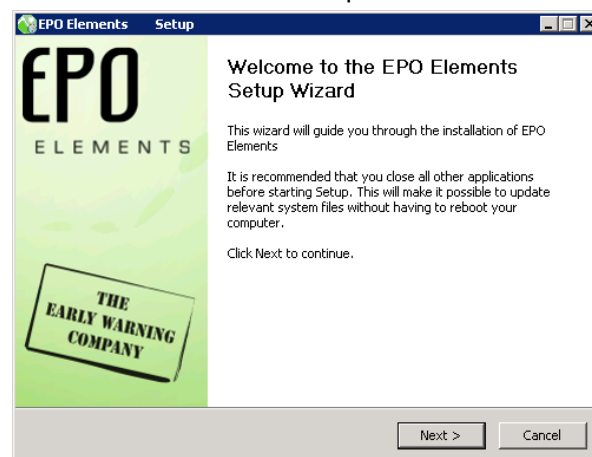 EPO Elements Setup
EPO
ELEMENTS
THE
EARLY WARNING
COMPANY
Welcome to the EPO Elements
Setup Wizard
This wizard will guide you through the installation of EPO
Elements
It is recommended that you close all other applications
before starting Setup. This will make it possible to update
relevant system files without having to reboot your
computer.
Click Next to continue.
Next >
Cancel